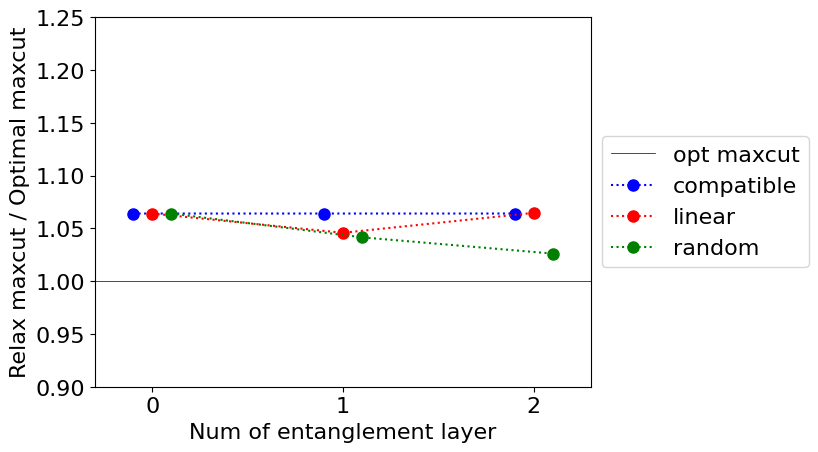 1.25
1.20
1.15
1.10
1.05
1.00
0.95
0.90
Relax maxcut / Optimal maxcut
0 1 2
Num of entanglement layer
opt maxcut
compatible
linear
random